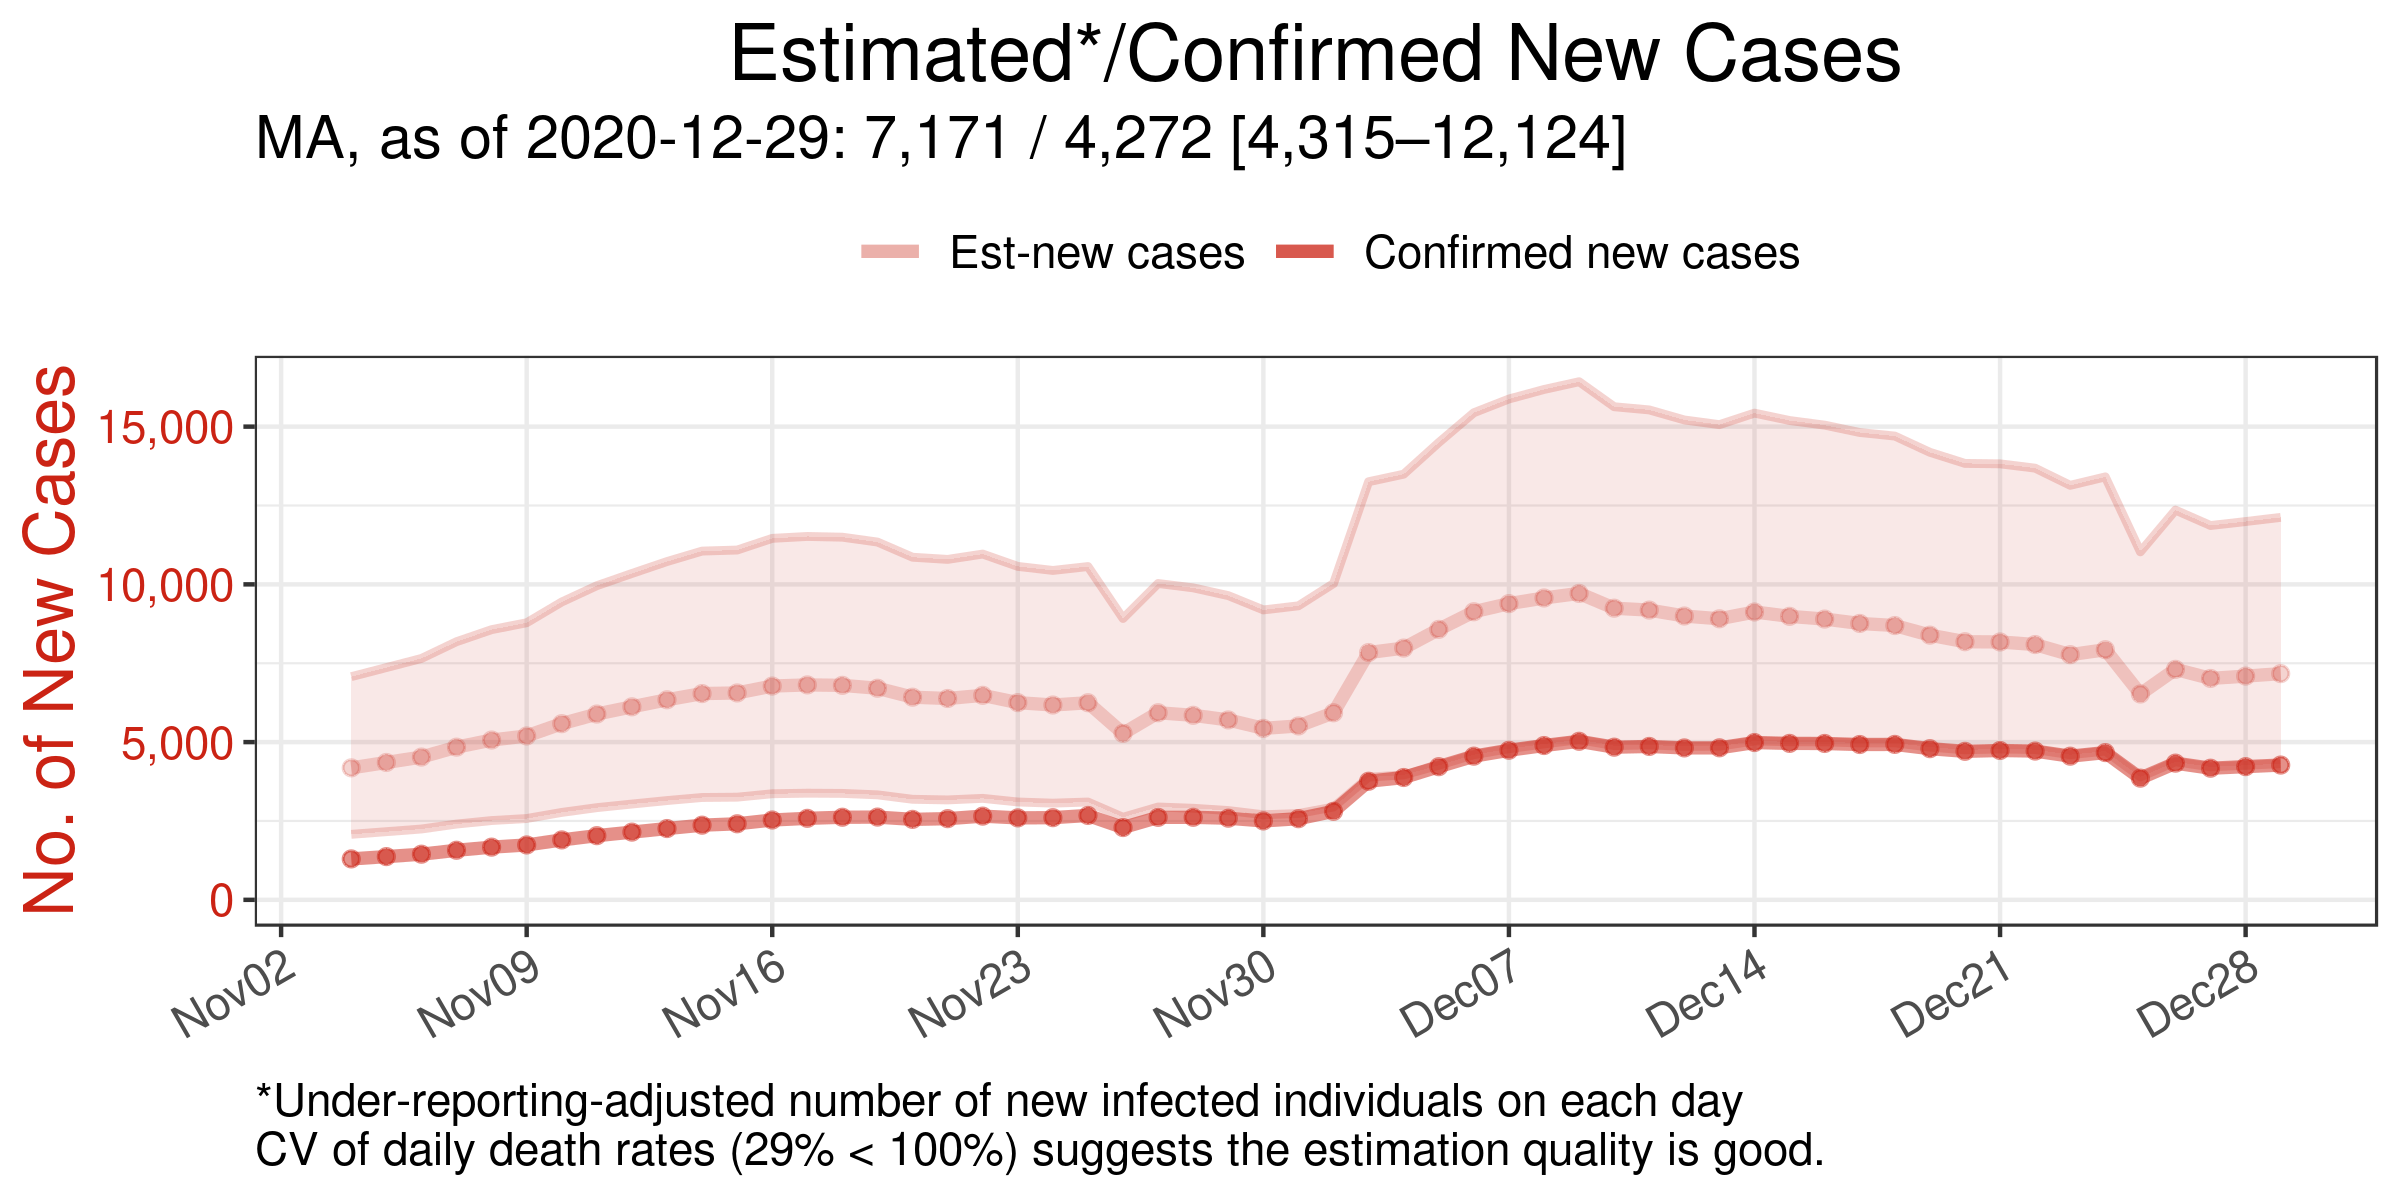 Estimated*/Confirmed New Cases
MA, as of 2020-12-29: 7,171 / 4,272 [4,315–12,124]
Est-new cases Confirmed new cases
No. of New Cases
15,000
10,000
5,000
0
Nov02 Nov09 Nov16 Nov23 Nov30 Dec07 Dec14 Dec21 Dec28
*Under-reporting-adjusted number of new infected individuals on each day
CV of daily death rates (29% < 100%) suggests the estimation quality is good.